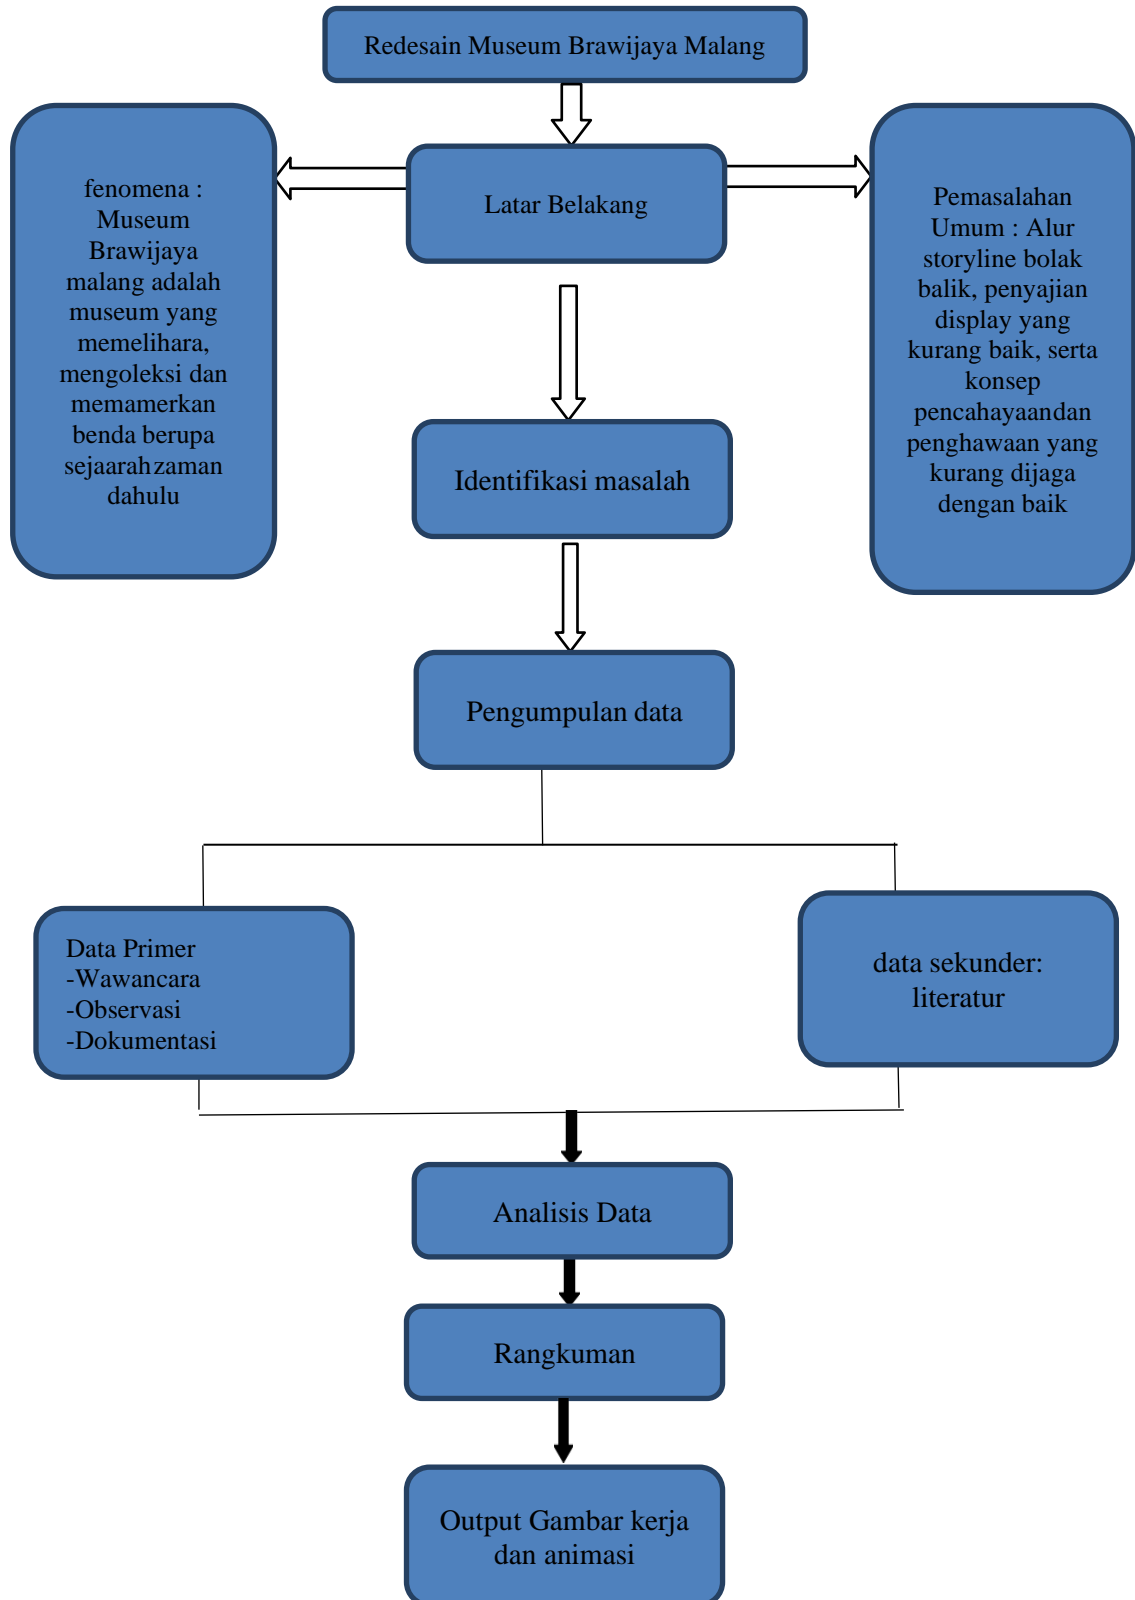 Redesain Museum Brawijaya Malang
Latar Belakang
fenomena :
Museum
Brawijaya
malang adalah
museum yang
memelihara,
mengoleksi dan
memamerkan
benda berupa
sejaarah zaman
dahulu
Pemasalahan
Umum : Alur
storyline bolak
balik, penyajian
display yang
kurang baik, serta
konsep
pencahayaandan
penghawaan yang
kurang dijaga
dengan baik
Identifikasi masalah
Pengumpulan data
Data Primer
-Wawancara
-Observasi
-Dokumentasi
data sekunder:
literatur
Analisis Data
Rangkuman
Output Gambar kerja
dan animasi